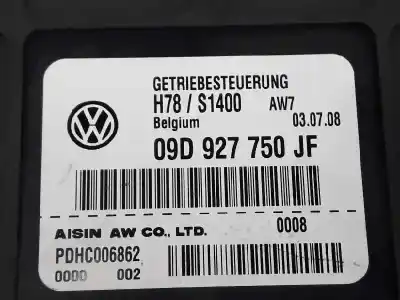 GETRIEBESTEUERUNG
H78 / S1400 AW7
Belgium 03.07.08
09D 927 750 JF
AISIN AW CO., LTD. 0008
PDHC006862
0000 002